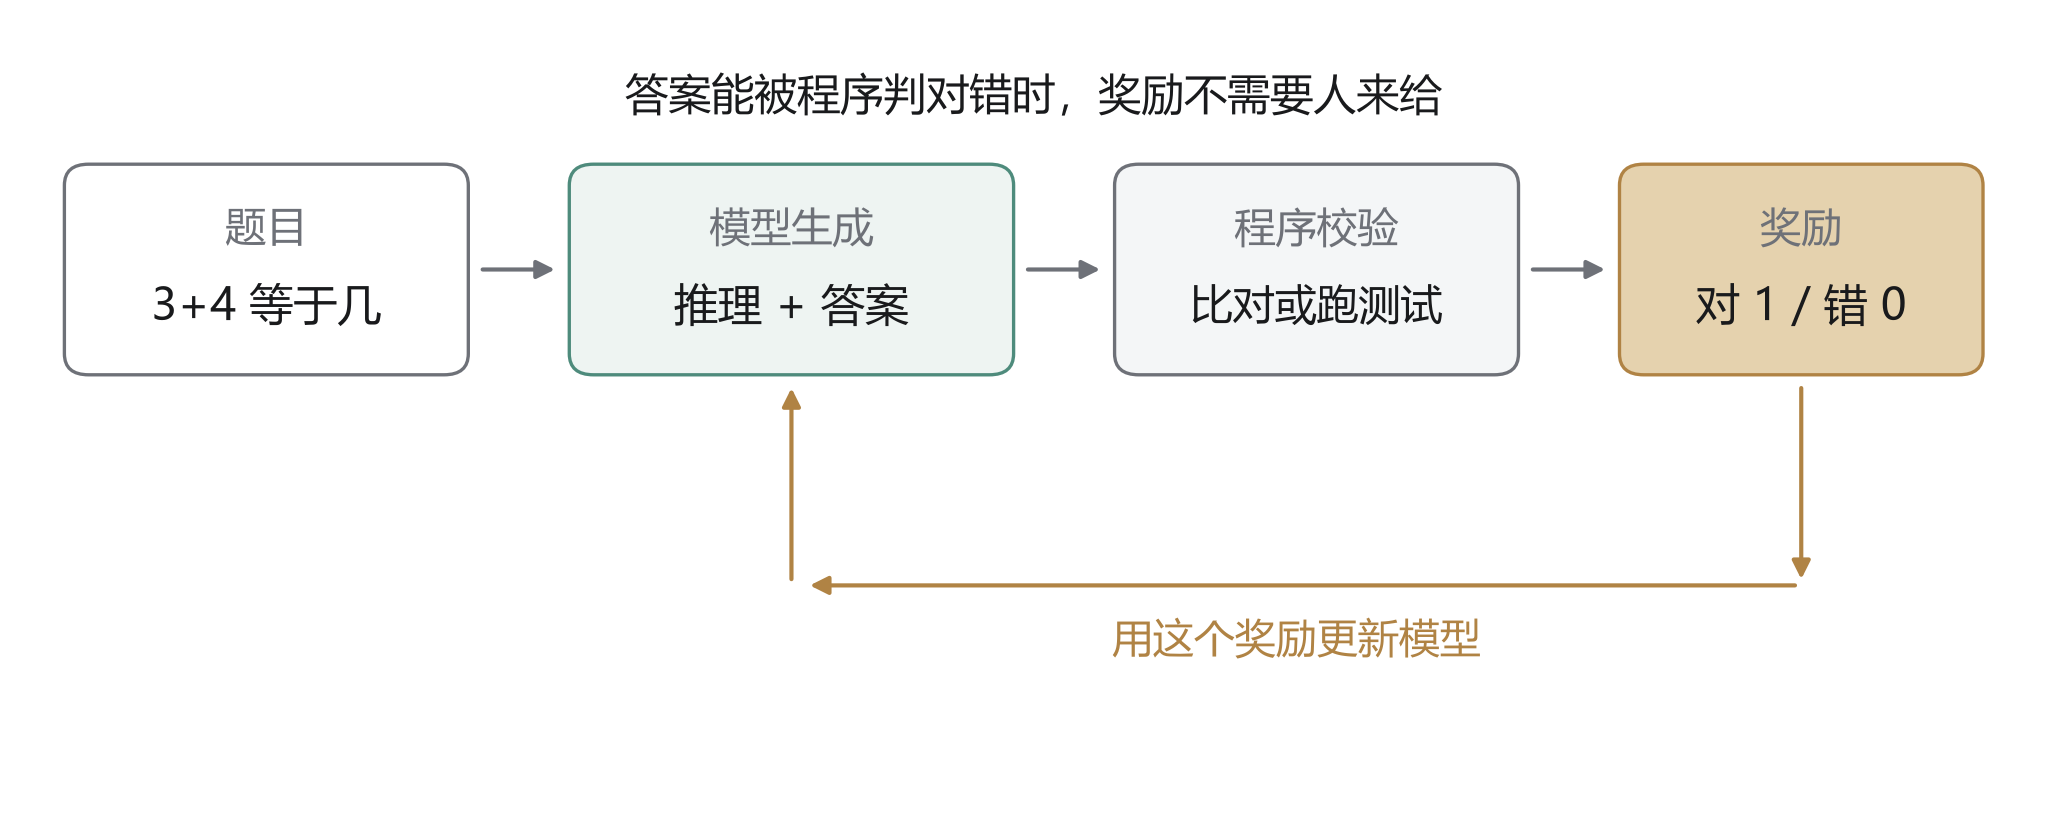 答案能被程序判对错时，奖励不需要人来给
题目
3+4 等于几
模型生成
推理 + 答案
程序校验
比对或跑测试
奖励
对 1 / 错 0
用这个奖励更新模型